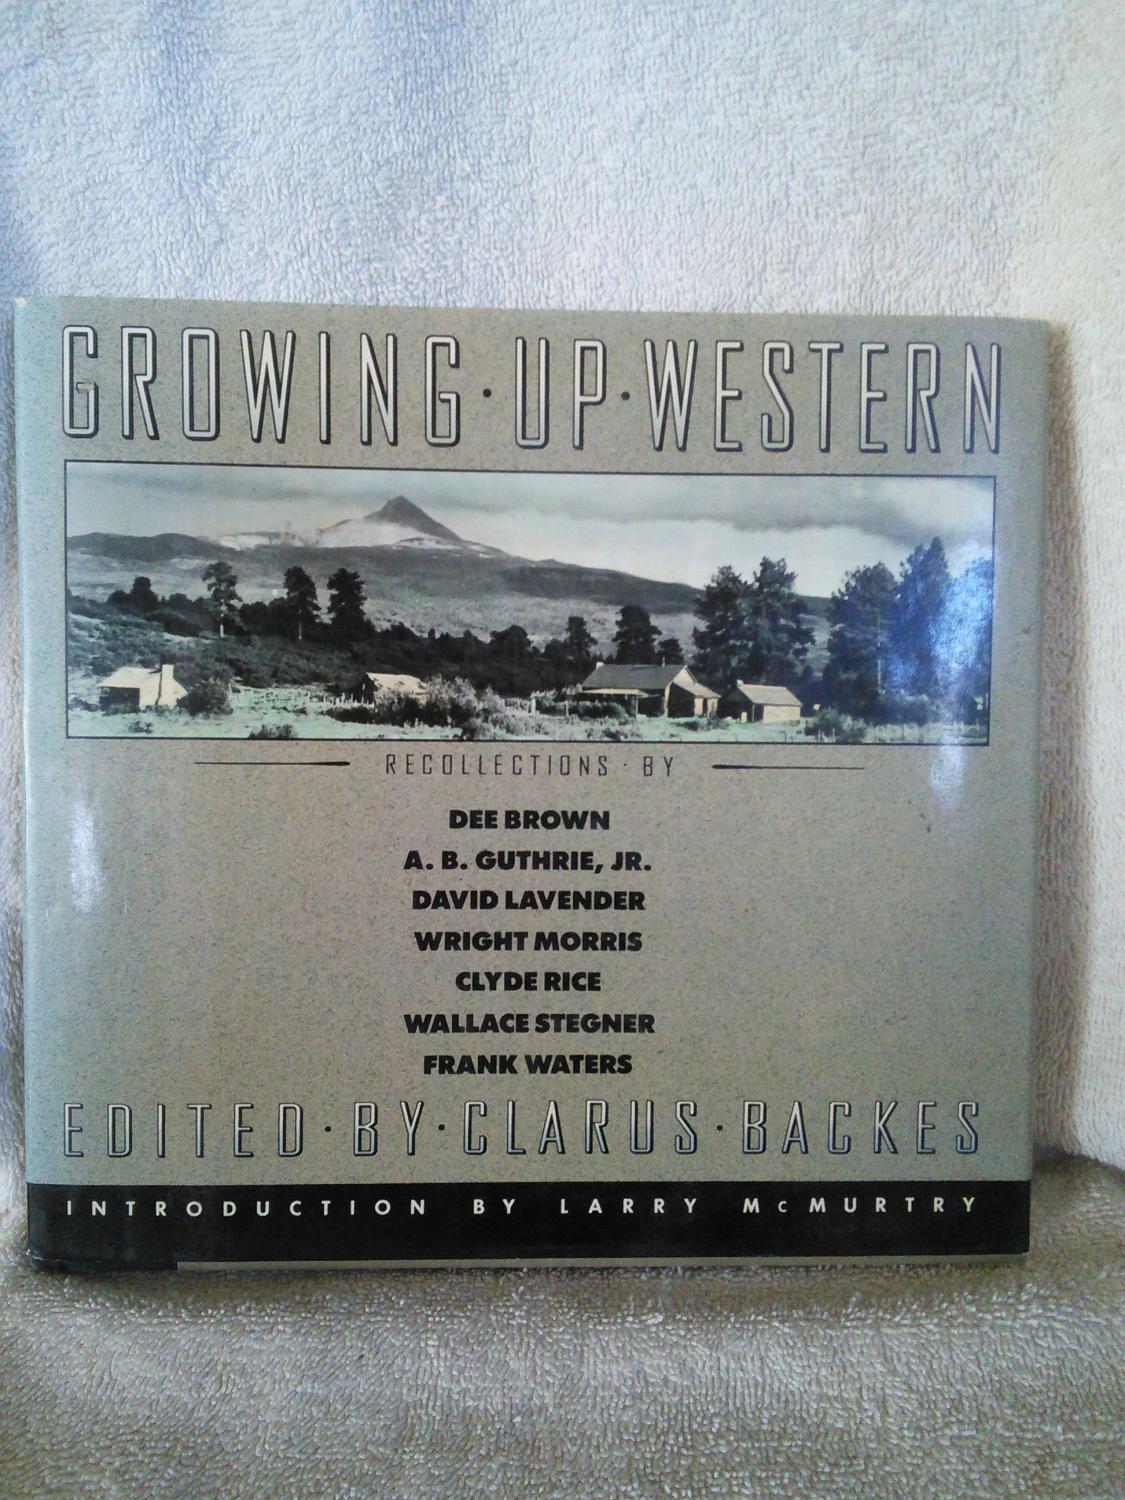 GROWING · UP · WESTERN
RECOLLECTIONS · BY
DEE BROWN
A. B. GUTHRIE, JR.
DAVID LAVENDER
WRIGHT MORRIS
CLYDE RICE
WALLACE STEGNER
FRANK WATERS
EDITED · BY · CLARUS · BACKES
INTRODUCTION BY LARRY McMURTRY